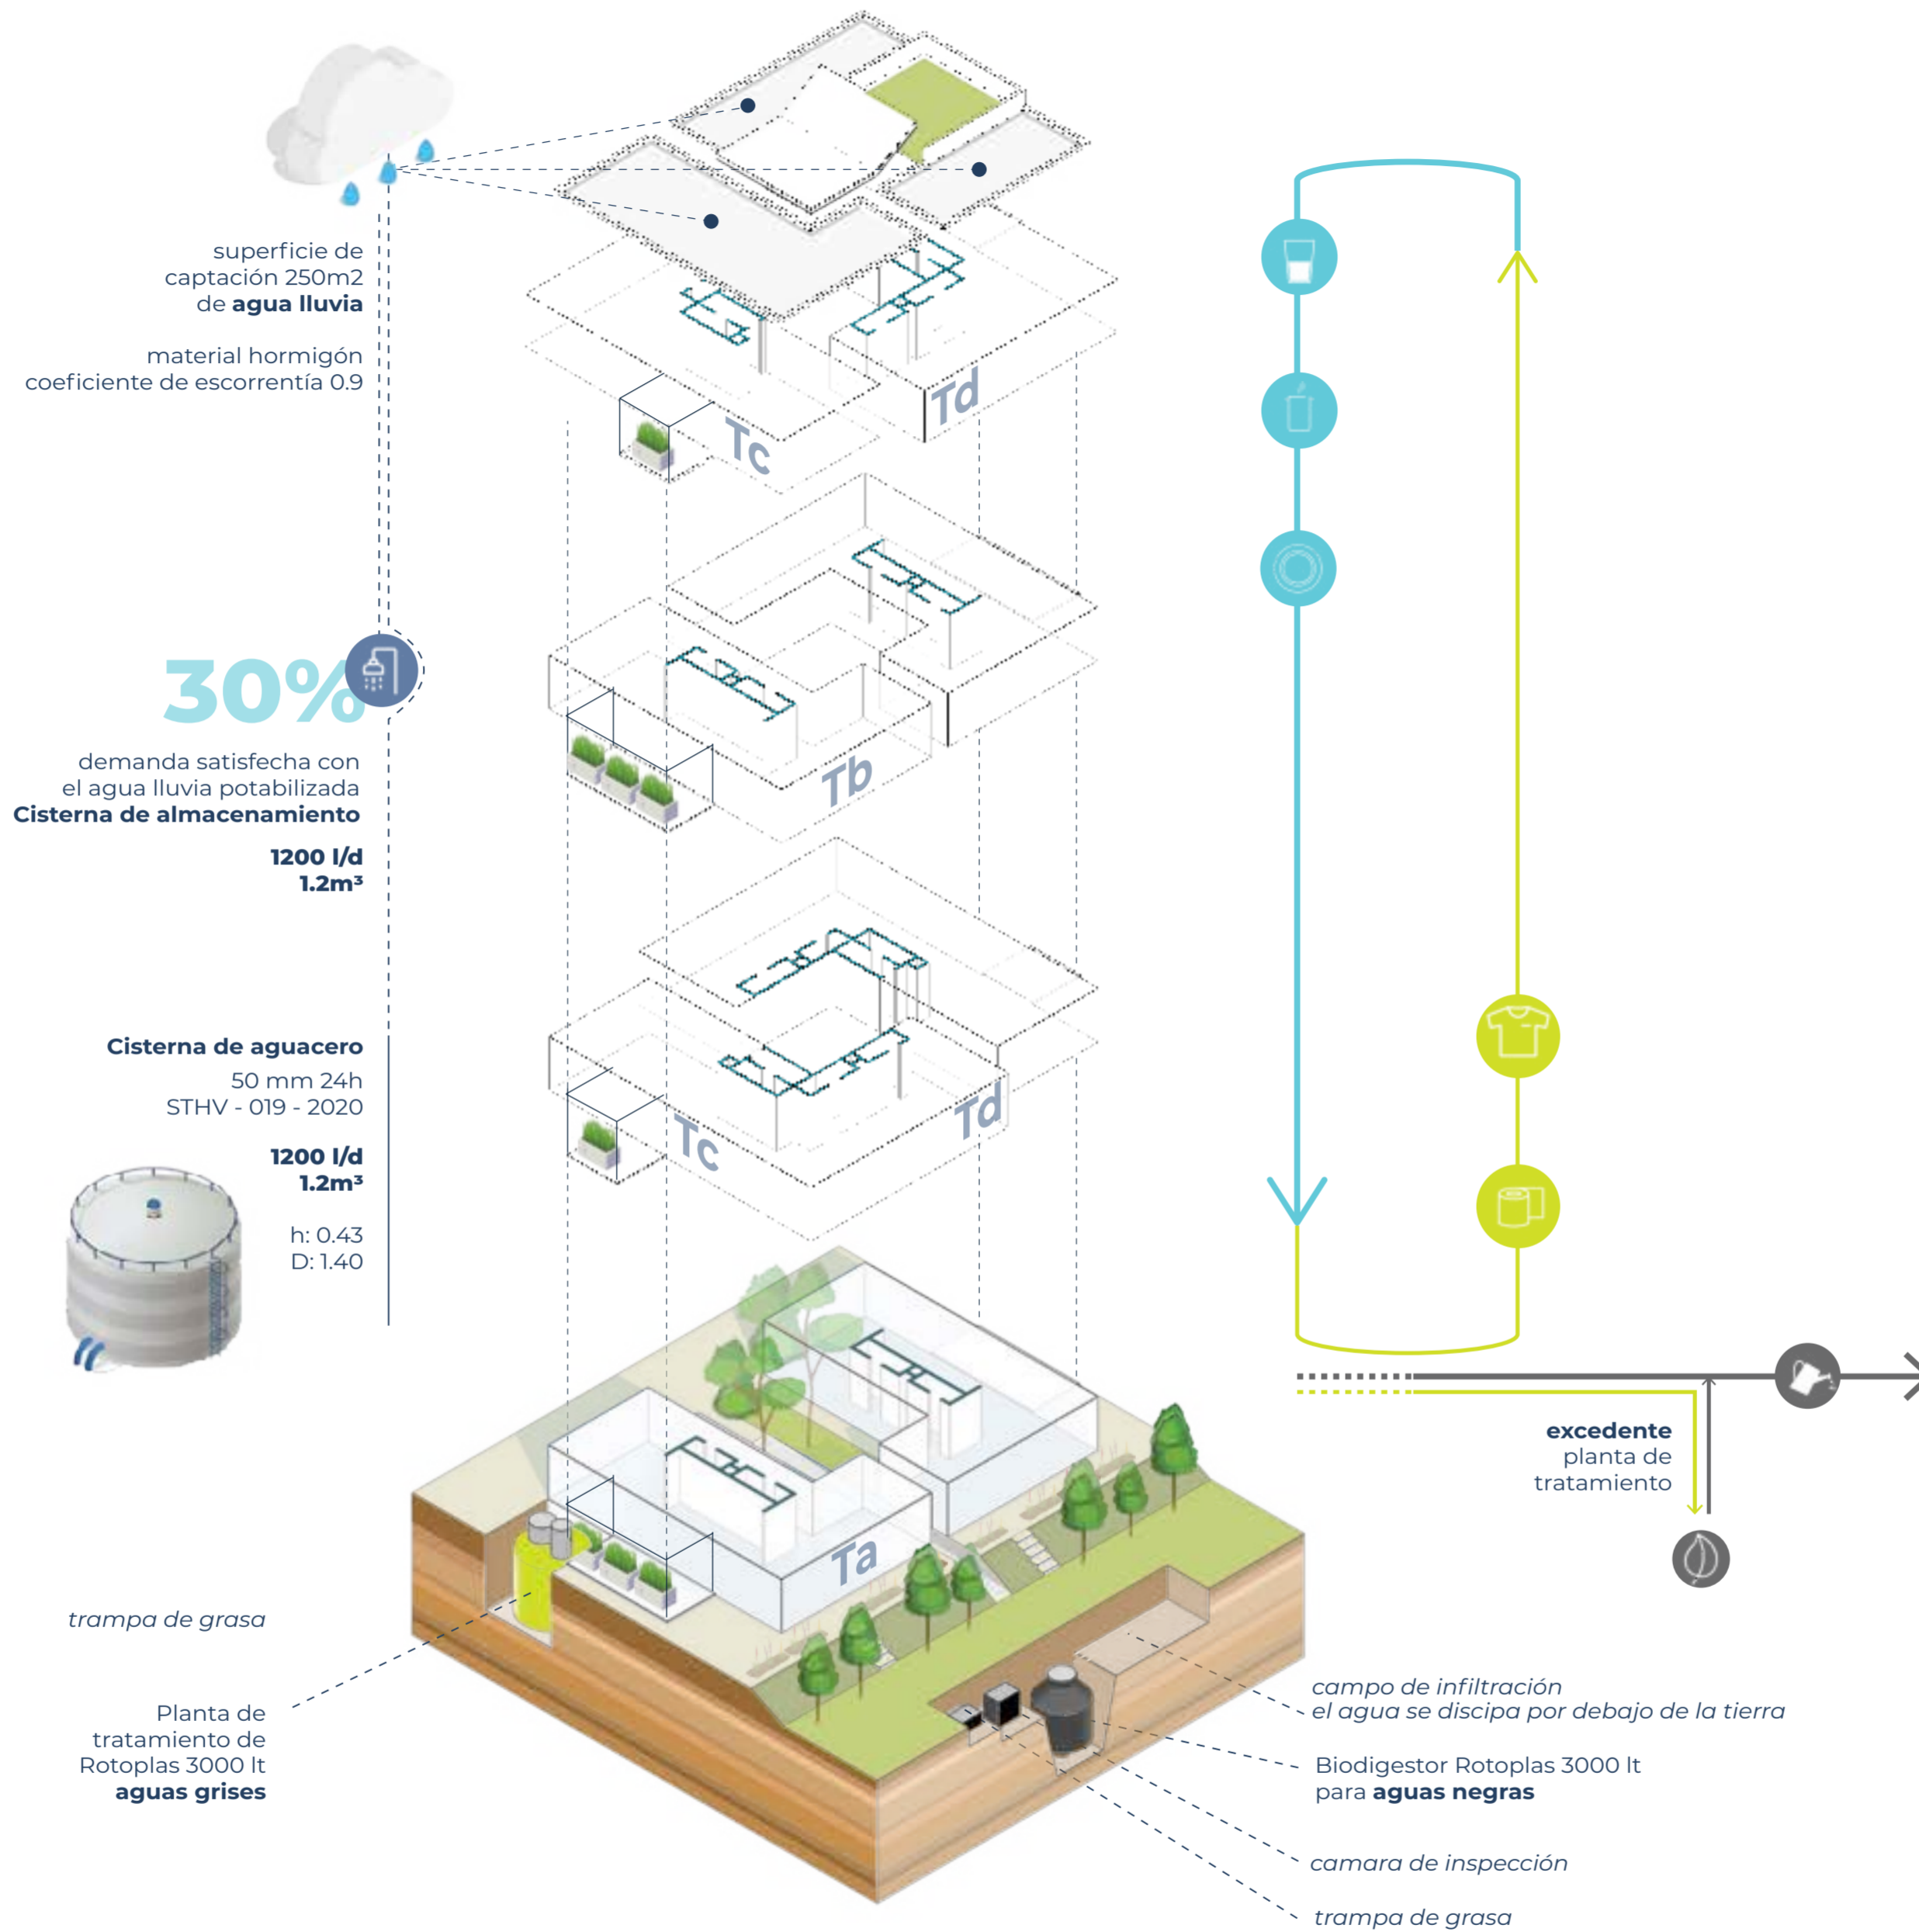 superficie de
captación 250m2
de agua lluvia
material hormigón
coeficiente de escorrentía 0.9
30%
demanda satisfecha con
el agua lluvia potabilizada
Cisterna de almacenamiento
1200 l/d
1.2m³
Cisterna de aguacero
50 mm 24h
STHV - 019 - 2020
1200 l/d
1.2m³
h: 0.43
D: 1.40
Td
Tc
Tb
Td
Tc
Ta
excedente
planta de
tratamiento
trampa de grasa
Planta de
tratamiento de
Rotoplas 3000 lt
aguas grises
campo de infiltración
el agua se discipa por debajo de la tierra
Biodigestor Rotoplas 3000 lt
para aguas negras
camara de inspección
trampa de grasa